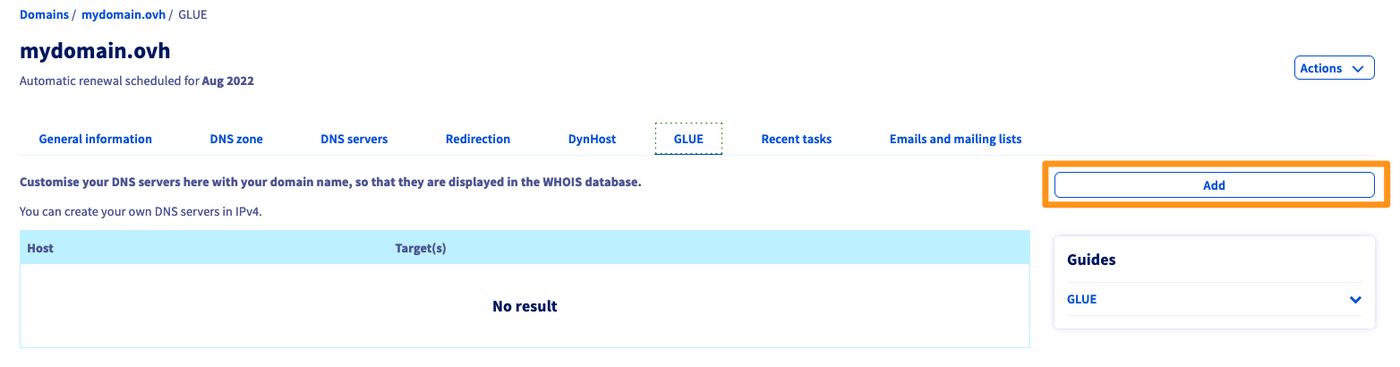 Domains / mydomain.ovh / GLUE
mydomain.ovh
Automatic renewal scheduled for Aug 2022
Actions
General information DNS zone DNS servers Redirection DynHost GLUE Recent tasks Emails and mailing lists
Customise your DNS servers here with your domain name, so that they are displayed in the WHOIS database.
Add
You can create your own DNS servers in IPv4.
Host Target(s)
No result
Guides
GLUE